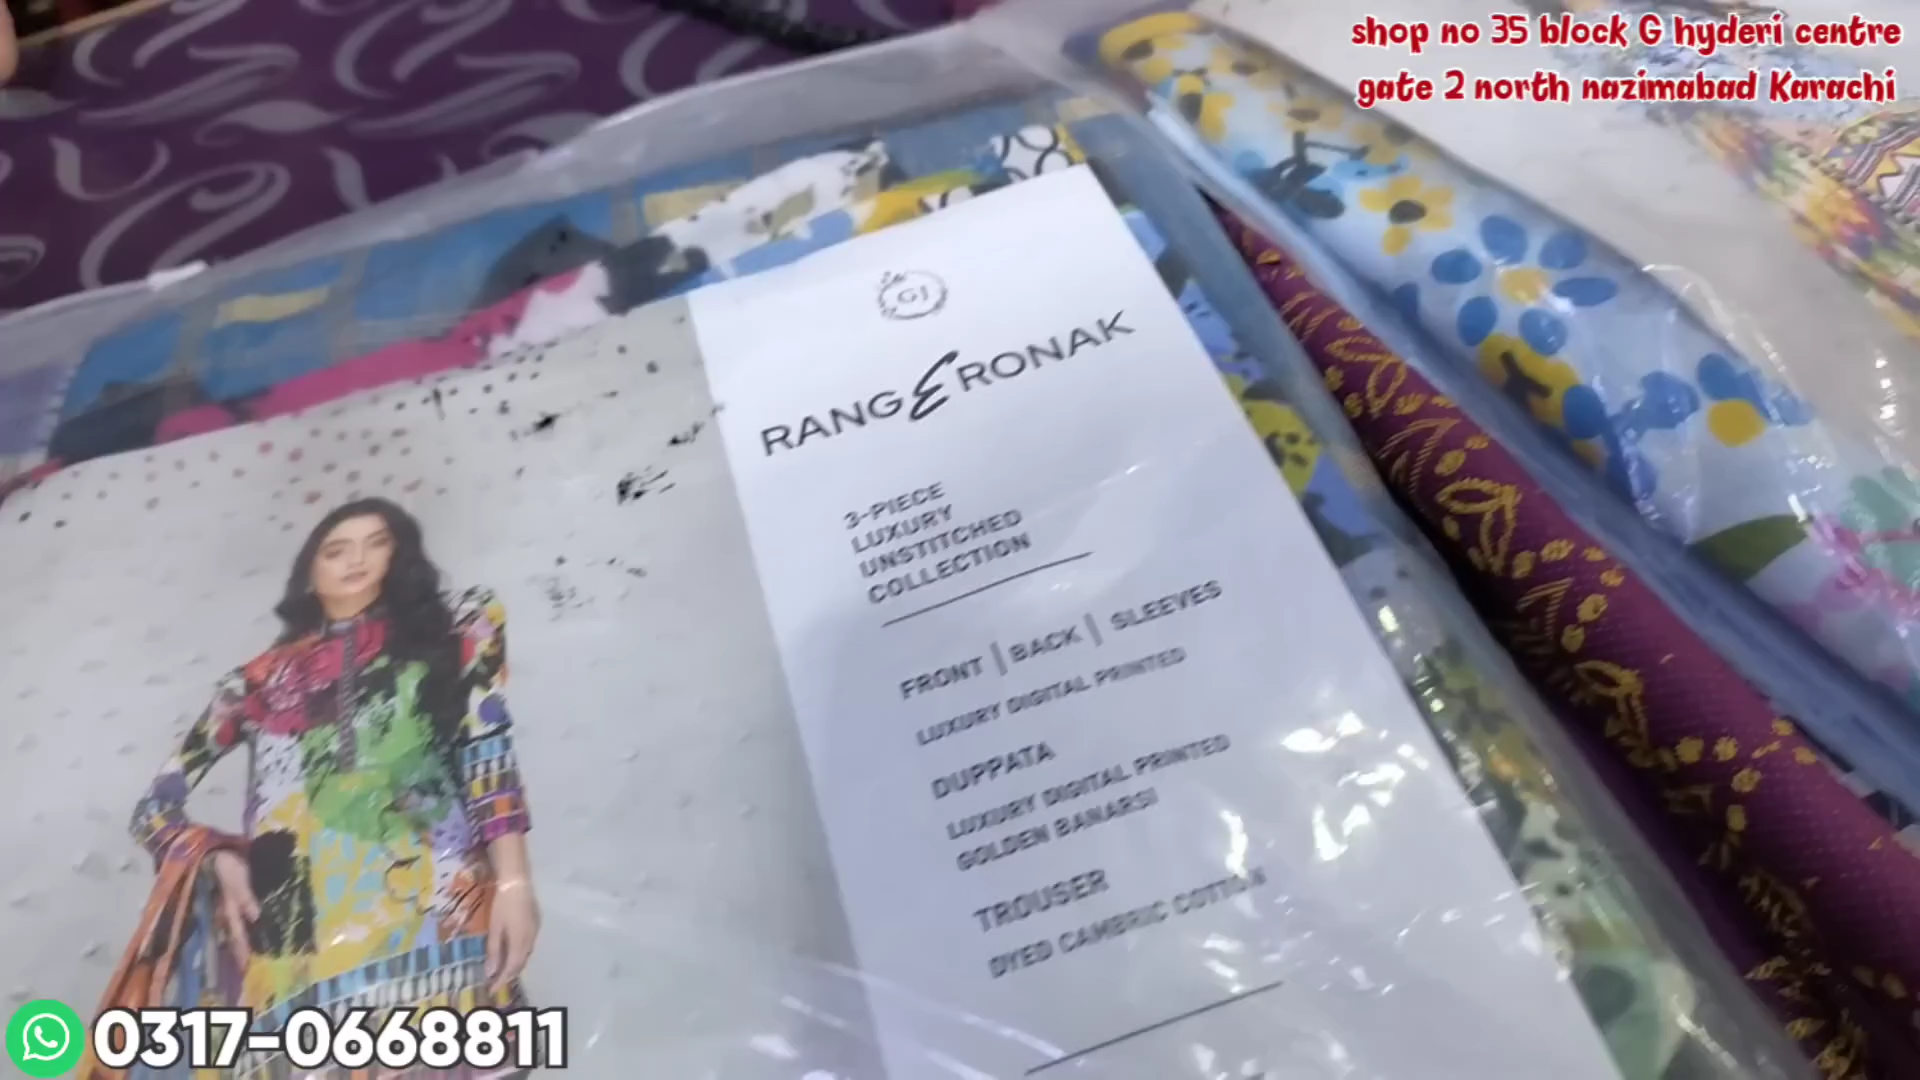 shop no 35 block G hyderi centre
gate 2 north nazimabad Karachi
GJ
RANG E RONAK
3-PIECE
LUXURY
UNSTITCHED
COLLECTION
FRONT | BACK | SLEEVES
LUXURY DIGITAL PRINTED
DUPPATA
LUXURY DIGITAL PRINTED
GOLDEN BANARSI
TROUSER
DYED CAMBRIC COTTON
0317-0668811